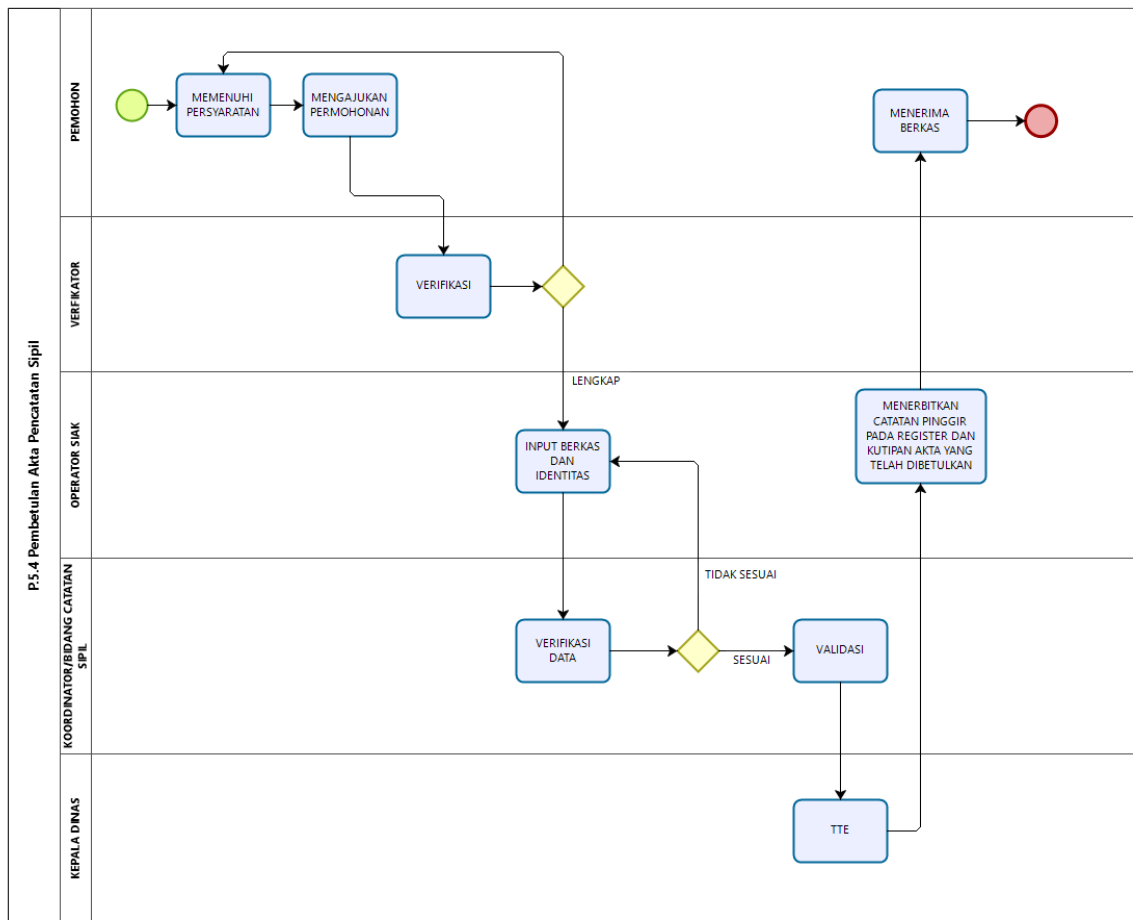 P.5.4 Pembetulan Akta Pencatatan Sipil
PEMOHON
MEMENUHI
PERSYARATAN
MENGAJUKAN
PERMOHONAN
MENERIMA
BERKAS
VERFIKATOR
VERIFIKASI
LENGKAP
OPERATOR SIAK
INPUT BERKAS
DAN
IDENTITAS
MENERBITKAN
CATATAN PINGGIR
PADA REGISTER DAN
KUTIPAN AKTA YANG
TELAH DIBETULKAN
KOORDINATOR/BIDANG CATATAN
SIPIL
TIDAK SESUAI
VERIFIKASI
DATA
SESUAI
VALIDASI
KEPALA DINAS
TTE